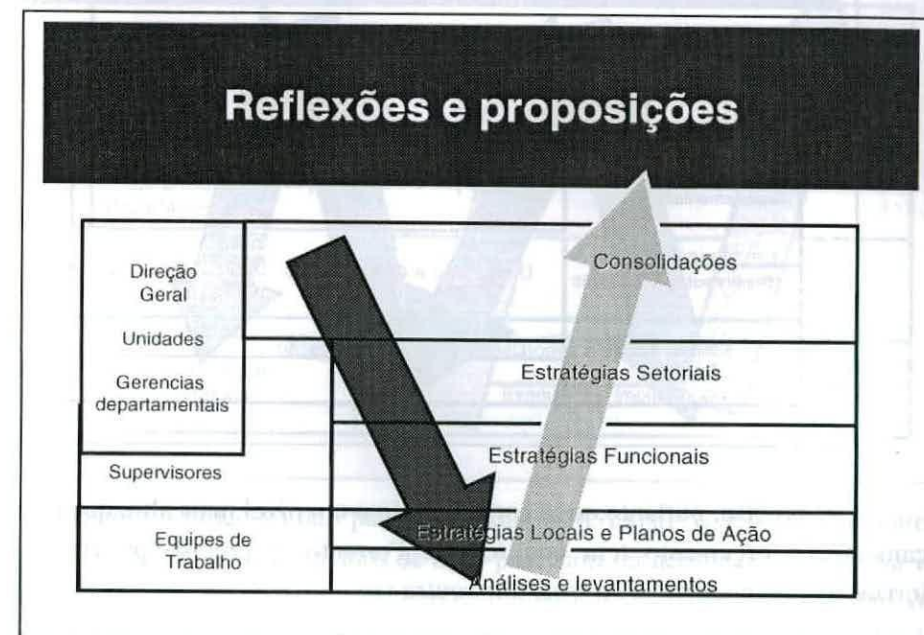 Reflexões e proposições
Direção
Geral
Unidades
Gerencias
departamentais
Supervisores
Equipes de
Trabalho
Consolidações
Estratégias Setoriais
Estratégias Funcionais
Estratégias Locais e Planos de Ação
Análises e levantamentos